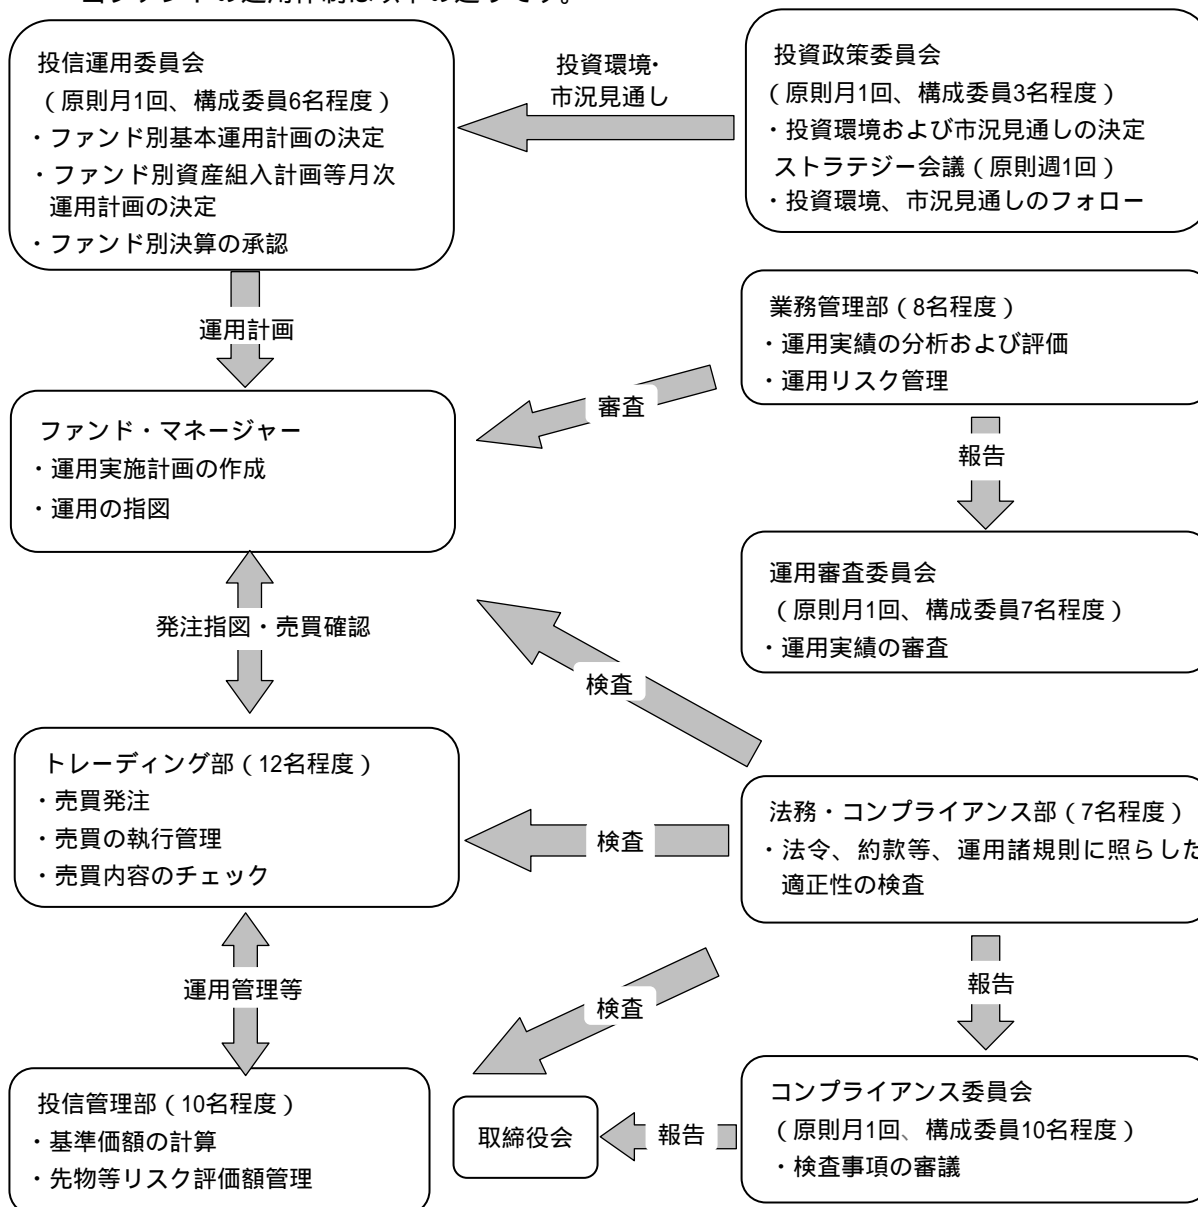 投信運用委員会
（原則月1回、構成委員6名程度）
・ファンド別基本運用計画の決定
・ファンド別資産組入計画等月次
運用計画の決定
・ファンド別決算の承認
投資環境・
市況見通し
投資政策委員会
（原則月1回、構成委員3名程度）
・投資環境および市況見通しの決定
ストラテジー会議（原則週1回）
・投資環境、市況見通しのフォロー
運用計画
業務管理部（8名程度）
・運用実績の分析および評価
・運用リスク管理
審査
ファンド・マネージャー
・運用実施計画の作成
・運用の指図
報告
運用審査委員会
（原則月1回、構成委員7名程度）
・運用実績の審査
発注指図・売買確認
検査
トレーディング部（12名程度）
・売買発注
・売買の執行管理
・売買内容のチェック
検査
法務・コンプライアンス部（7名程度）
・法令、約款等、運用諸規則に照らした
適正性の検査
運用管理等
検査
報告
投信管理部（10名程度）
・基準価額の計算
・先物等リスク評価額管理
取締役会
報告
コンプライアンス委員会
（原則月1回、構成委員10名程度）
・検査事項の審議